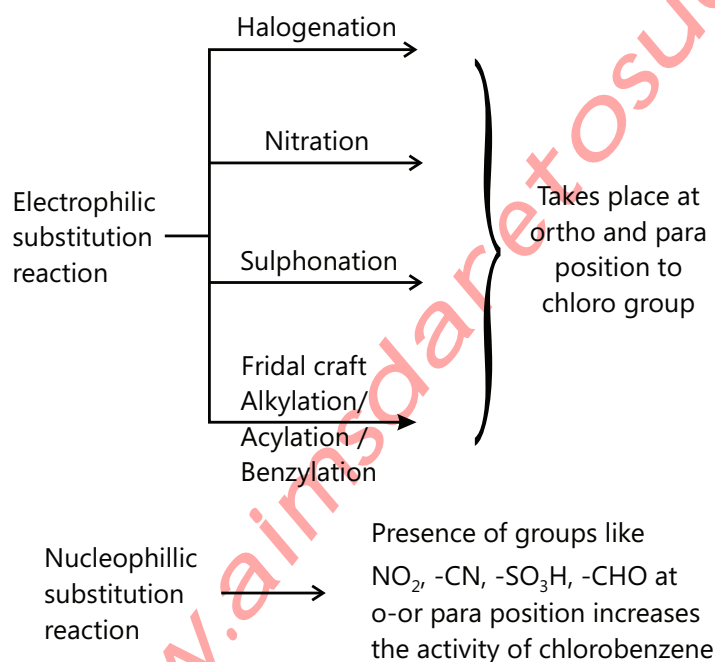 Halogenation
Nitration
Electrophilic
substitution
reaction
Sulphonation
Fridal craft
Alkylation/
Acylation /
Benzylation
Takes place at
ortho and para
position to
chloro group
Nucleophillic
substitution
reaction
Presence of groups like
NO₂, -CN, -SO₃H, -CHO at
o-or para position increases
the activity of chlorobenzene
w.aimsdaretosu